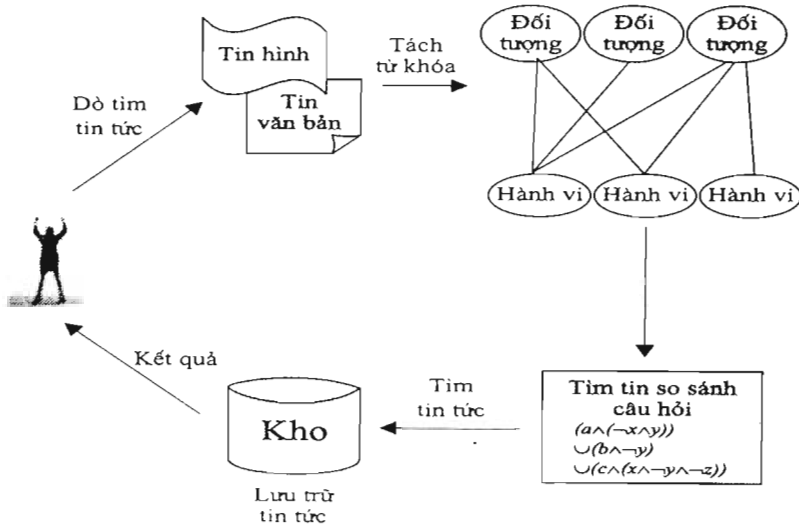 Đối
tượng
Đối
tượng
Đối
tượng
Tin hình
Tách
từ khóa
Tin
văn bản
Dò tìm
tin tức
Hành vi
Hành vi
Hành vi
Tìm tin so sánh
câu hỏi
(a∧(¬x∧y))
∪(b∧¬y)
∪(c∧(x∧¬y∧¬z))
Tìm
tin tức
Kho
Lưu trữ
tin tức
Kết quả